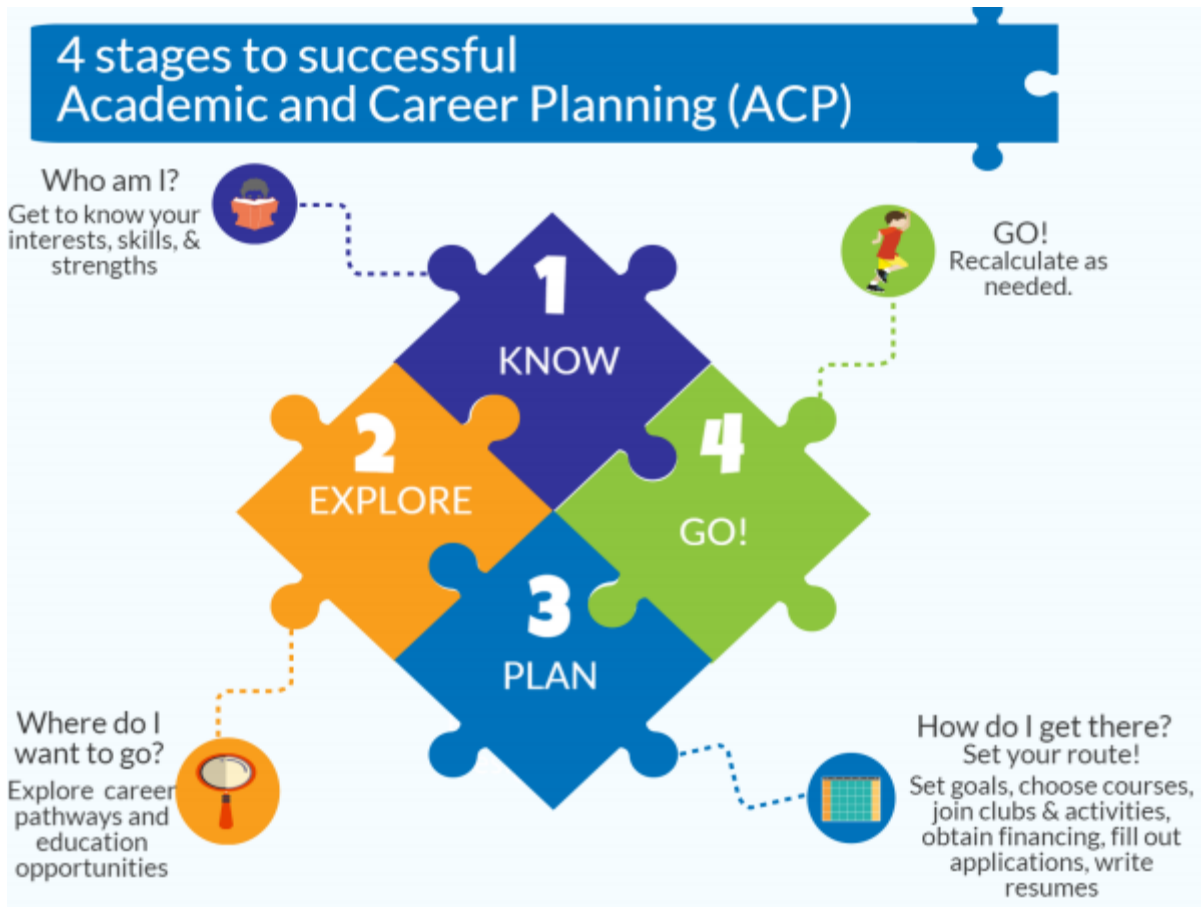 4 stages to successful
Academic and Career Planning (ACP)
Who am I?
Get to know your
interests, skills, &
strengths
1
KNOW
2
EXPLORE
3
PLAN
4
GO!
GO!
Recalculate as
needed.
Where do I
want to go?
Explore career
pathways and
education
opportunities
How do I get there?
Set your route!
Set goals, choose courses,
join clubs & activities,
obtain financing, fill out
applications, write
resumes